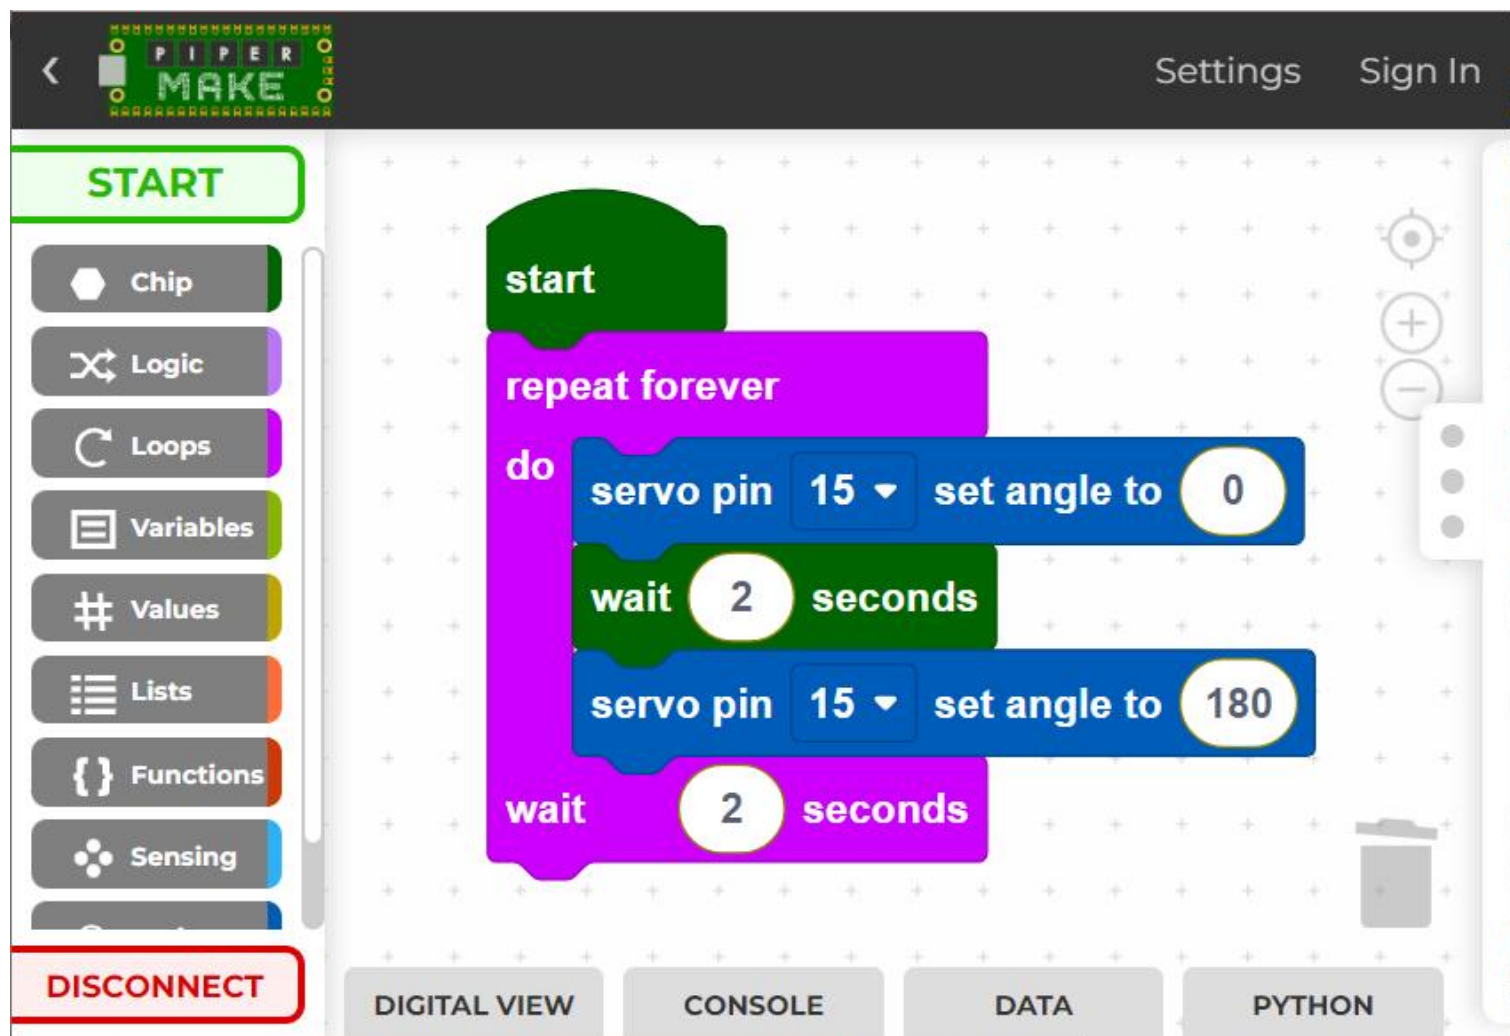 PIPER
MAKE
Settings
Sign In
START
Chip
Logic
Loops
Variables
Values
Lists
Functions
Sensing
DISCONNECT
start
repeat forever
do
servo pin 15 set angle to 0
wait 2 seconds
servo pin 15 set angle to 180
wait 2 seconds
DIGITAL VIEW
CONSOLE
DATA
PYTHON